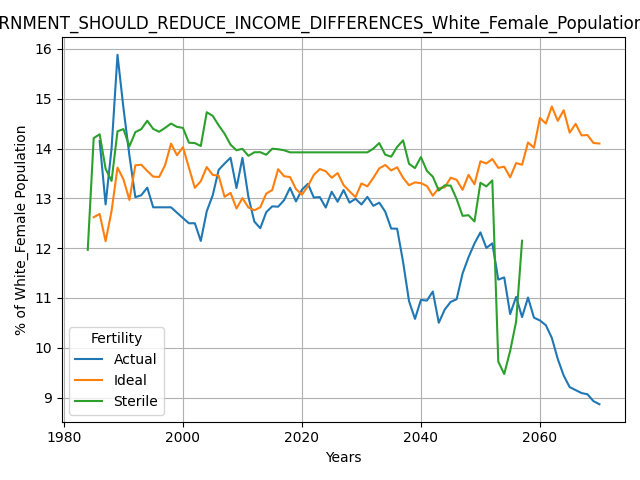 RNMENT_SHOULD_REDUCE_INCOME_DIFFERENCES_White_Female_Population
% of White_Female Population
16
15
14
13
12
11
10
9
Fertility
Actual
Ideal
Sterile
1980
2000
2020
2040
2060
Years